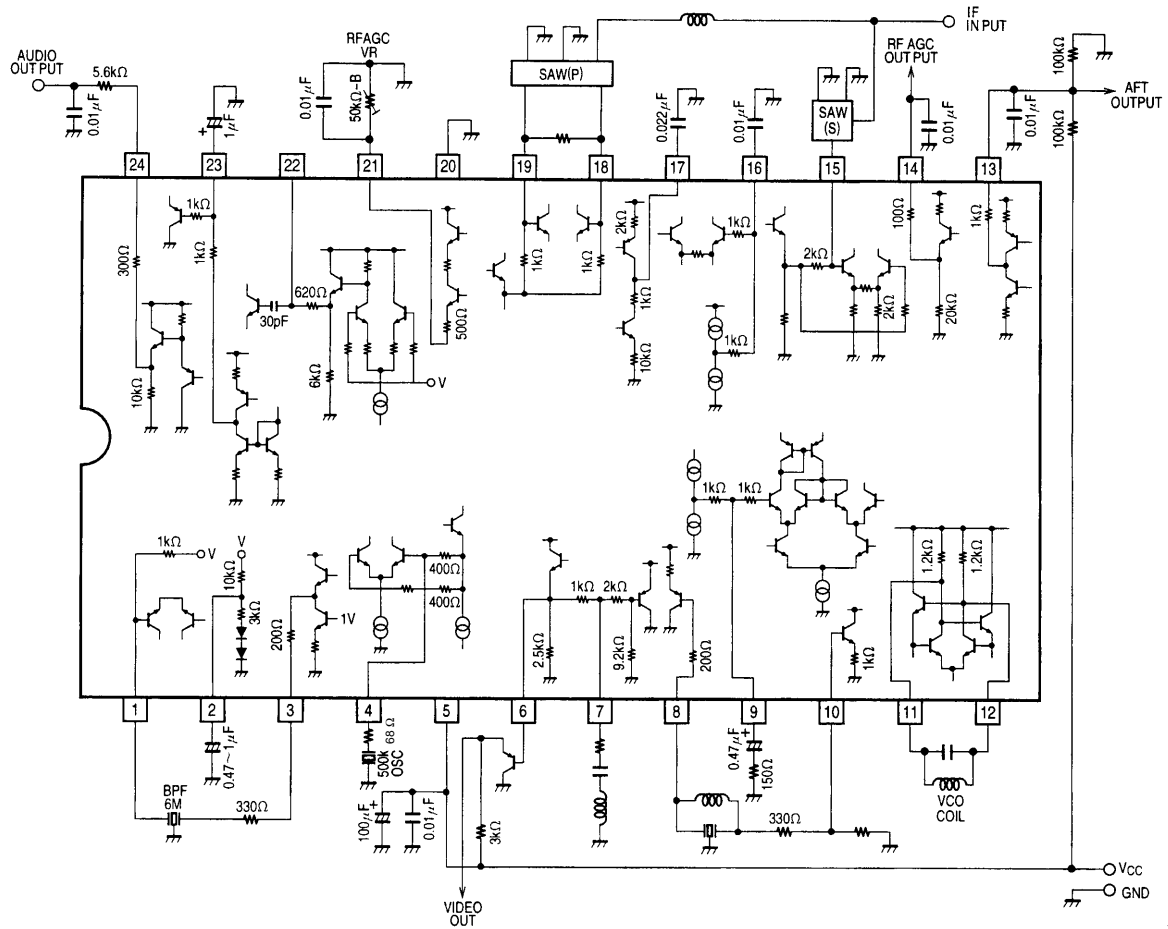 IF
IN PUT
AUDIO
OUT PUT
5.6kΩ
0.01μF
+
1μF
RFAGC
VR
0.01μF
50kΩ-B
SAW(P)
0.022μF
0.01μF
SAW
(S)
RF AGC
OUT PUT
0.01μF
0.01μF
100kΩ
100kΩ
AFT
OUTPUT
24
23
22
21
20
19
18
17
16
15
14
13
300Ω
1kΩ
1kΩ
10kΩ
30pF
620Ω
6kΩ
V
500Ω
1kΩ
1kΩ
2kΩ
1kΩ
10kΩ
1kΩ
1kΩ
2kΩ
2kΩ
100Ω
20kΩ
1kΩ
1kΩ
V
V
10kΩ
3kΩ
200Ω
1V
400Ω
400Ω
2.5kΩ
1kΩ
2kΩ
9.2kΩ
200Ω
1kΩ
1kΩ
1kΩ
1.2kΩ
1.2kΩ
1
2
3
4
5
6
7
8
9
10
11
12
0.47~1μF
BPF
6M
330Ω
68Ω
500k
OSC
100μF
+
0.01μF
3kΩ
VIDEO
OUT
0.47μF
+
150Ω
330Ω
VCO
COIL
VCC
GND